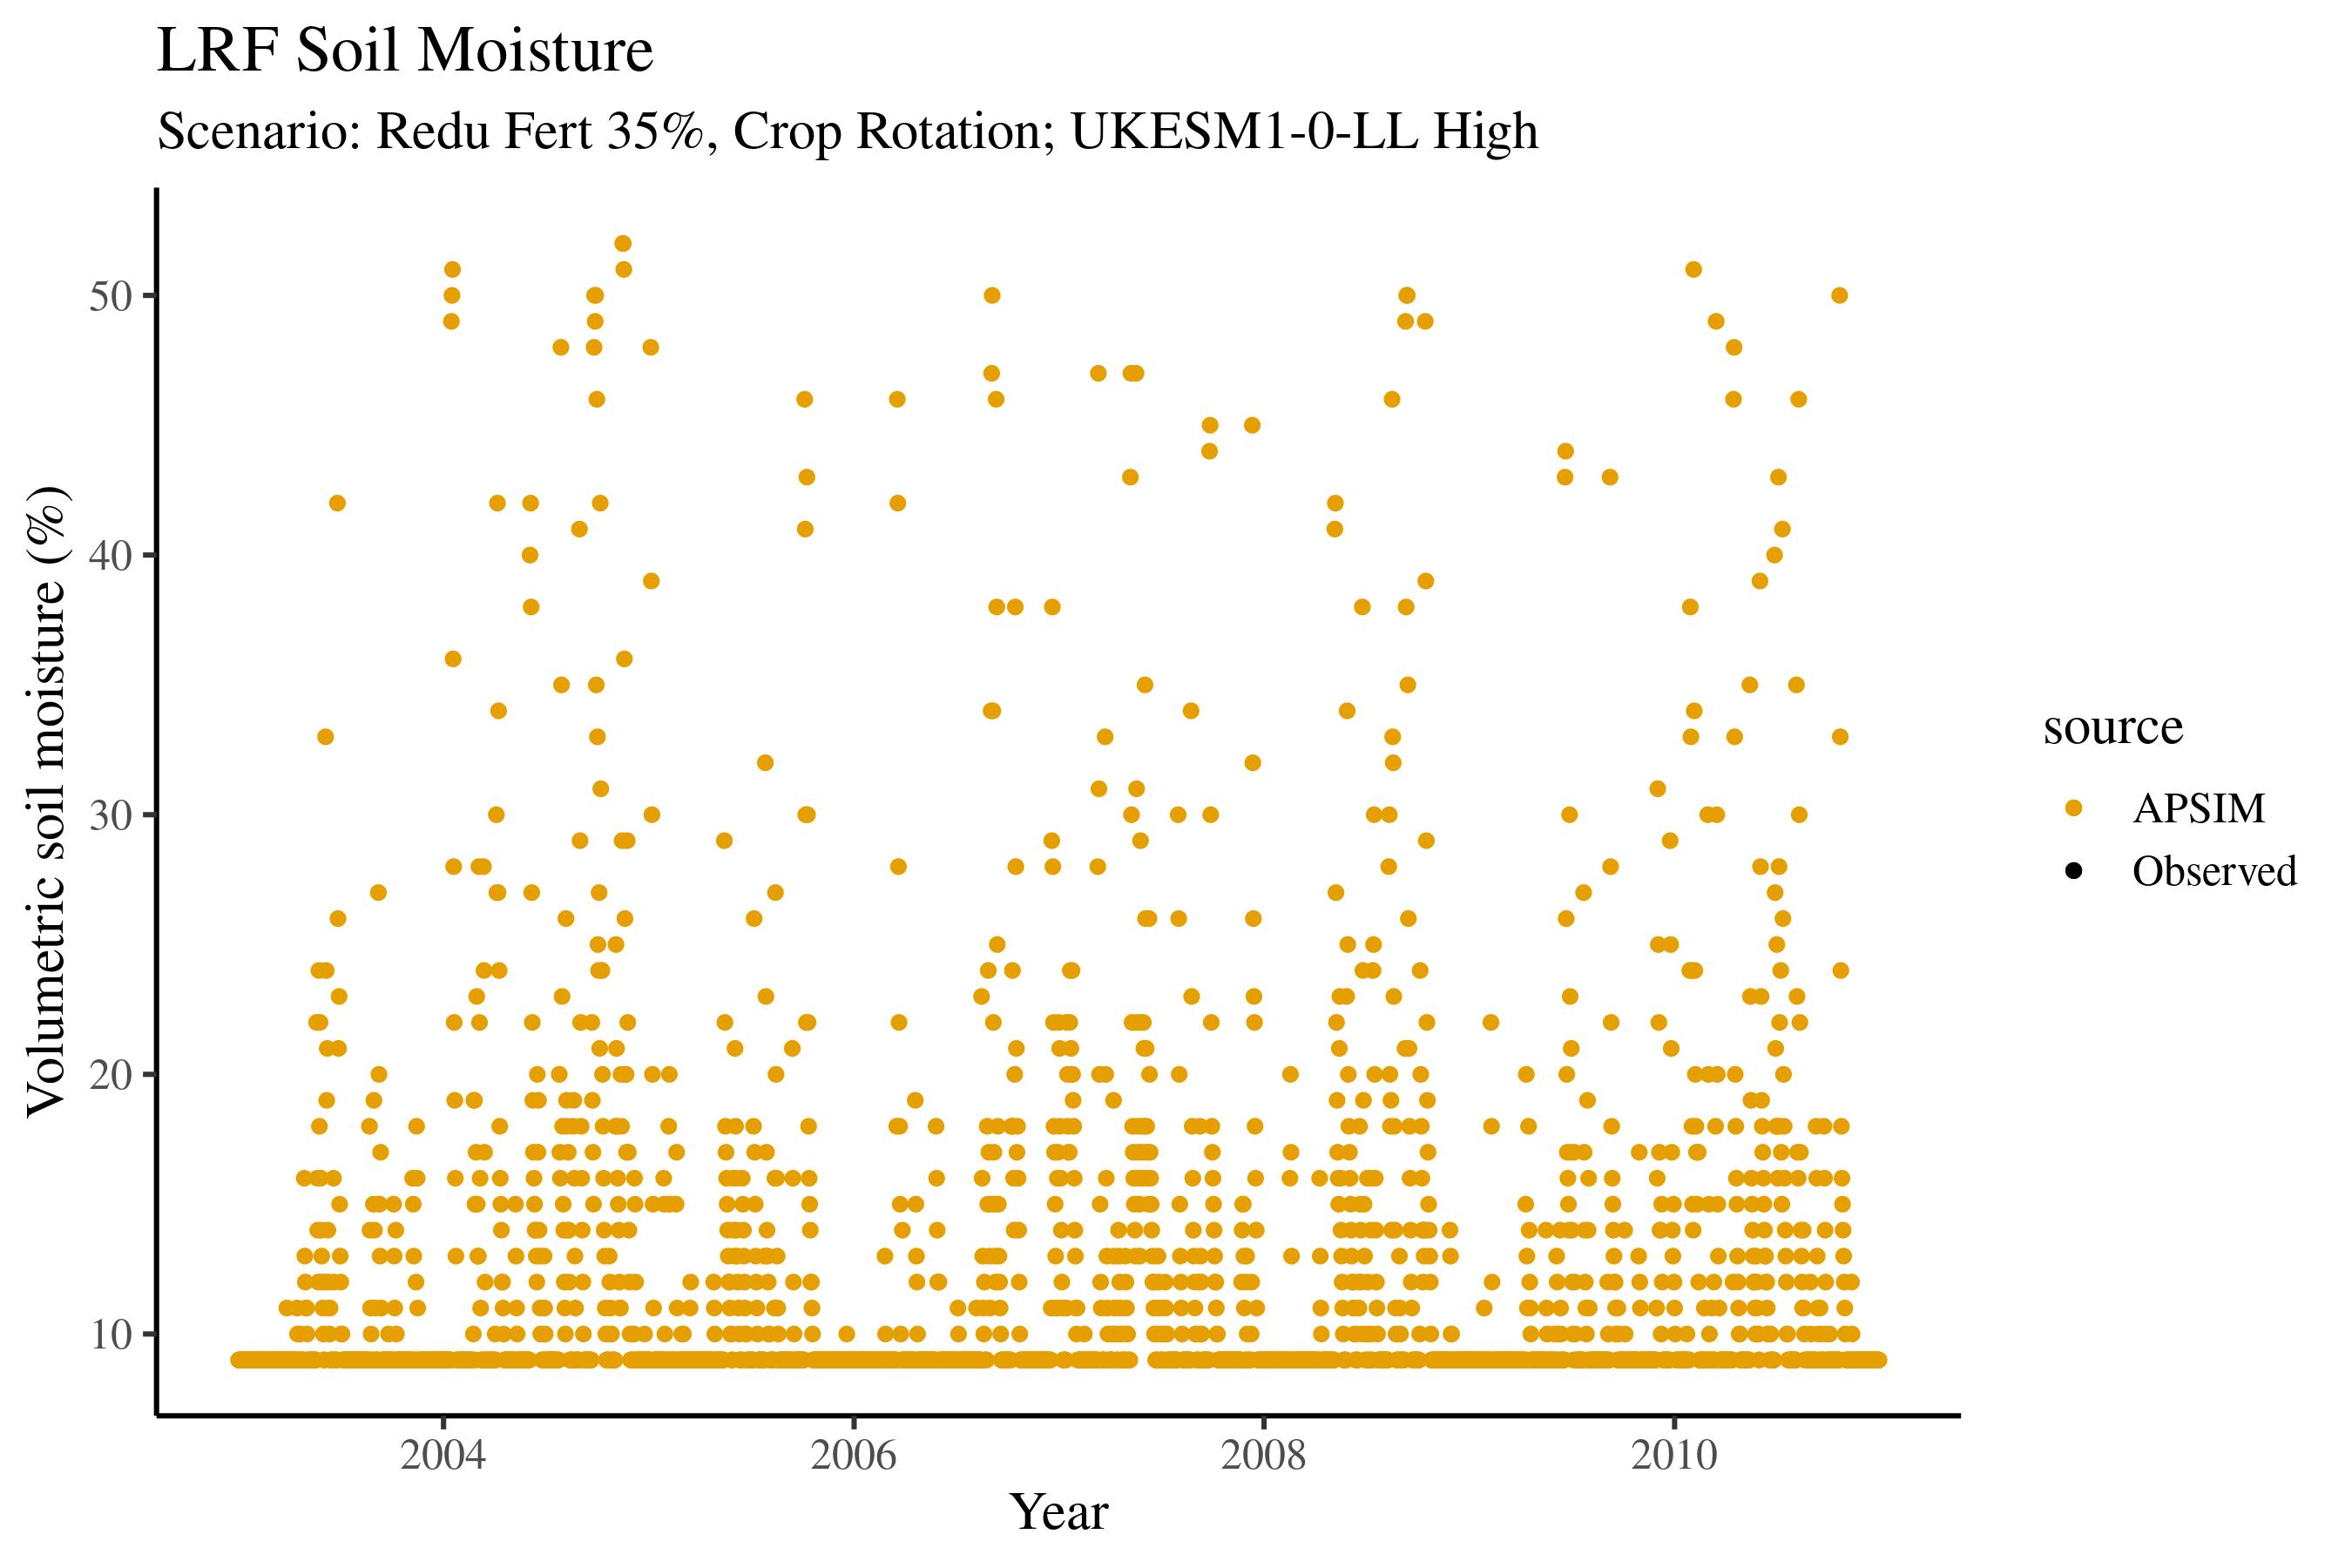 LRF Soil Moisture
Scenario: Redu Fert 35%, Crop Rotation; UKESM1-0-LL High
Volumetric soil moisture (%)
50
40
30
20
10
2004 2006 2008 2010
Year
source
APSIM
Observed